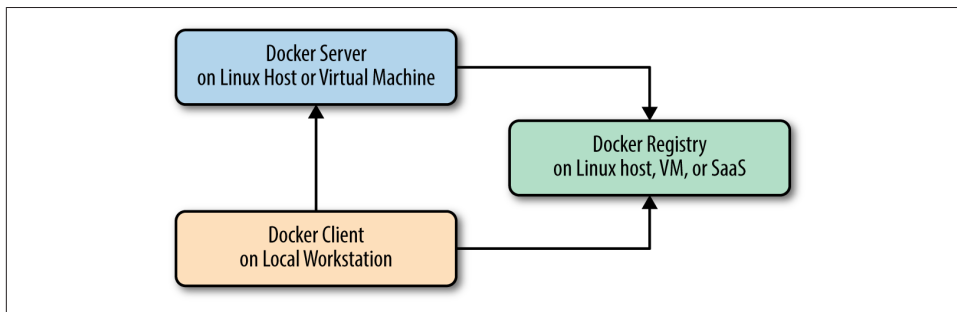 Docker Server
on Linux Host or Virtual Machine
Docker Registry
on Linux host, VM, or SaaS
Docker Client
on Local Workstation